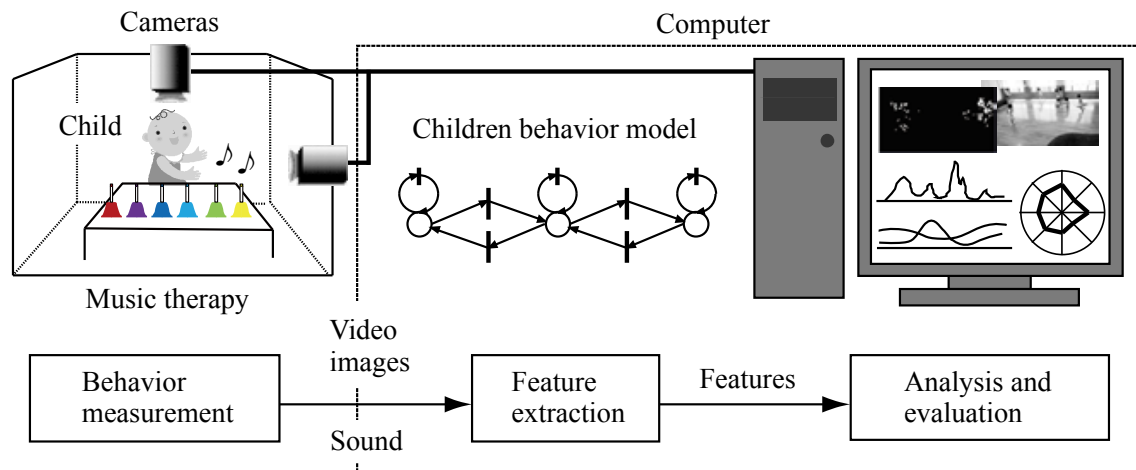 Cameras
Computer
Child
Children behavior model
Music therapy
Video
images
Behavior
measurement
Feature
extraction
Features
Analysis and
evaluation
Sound